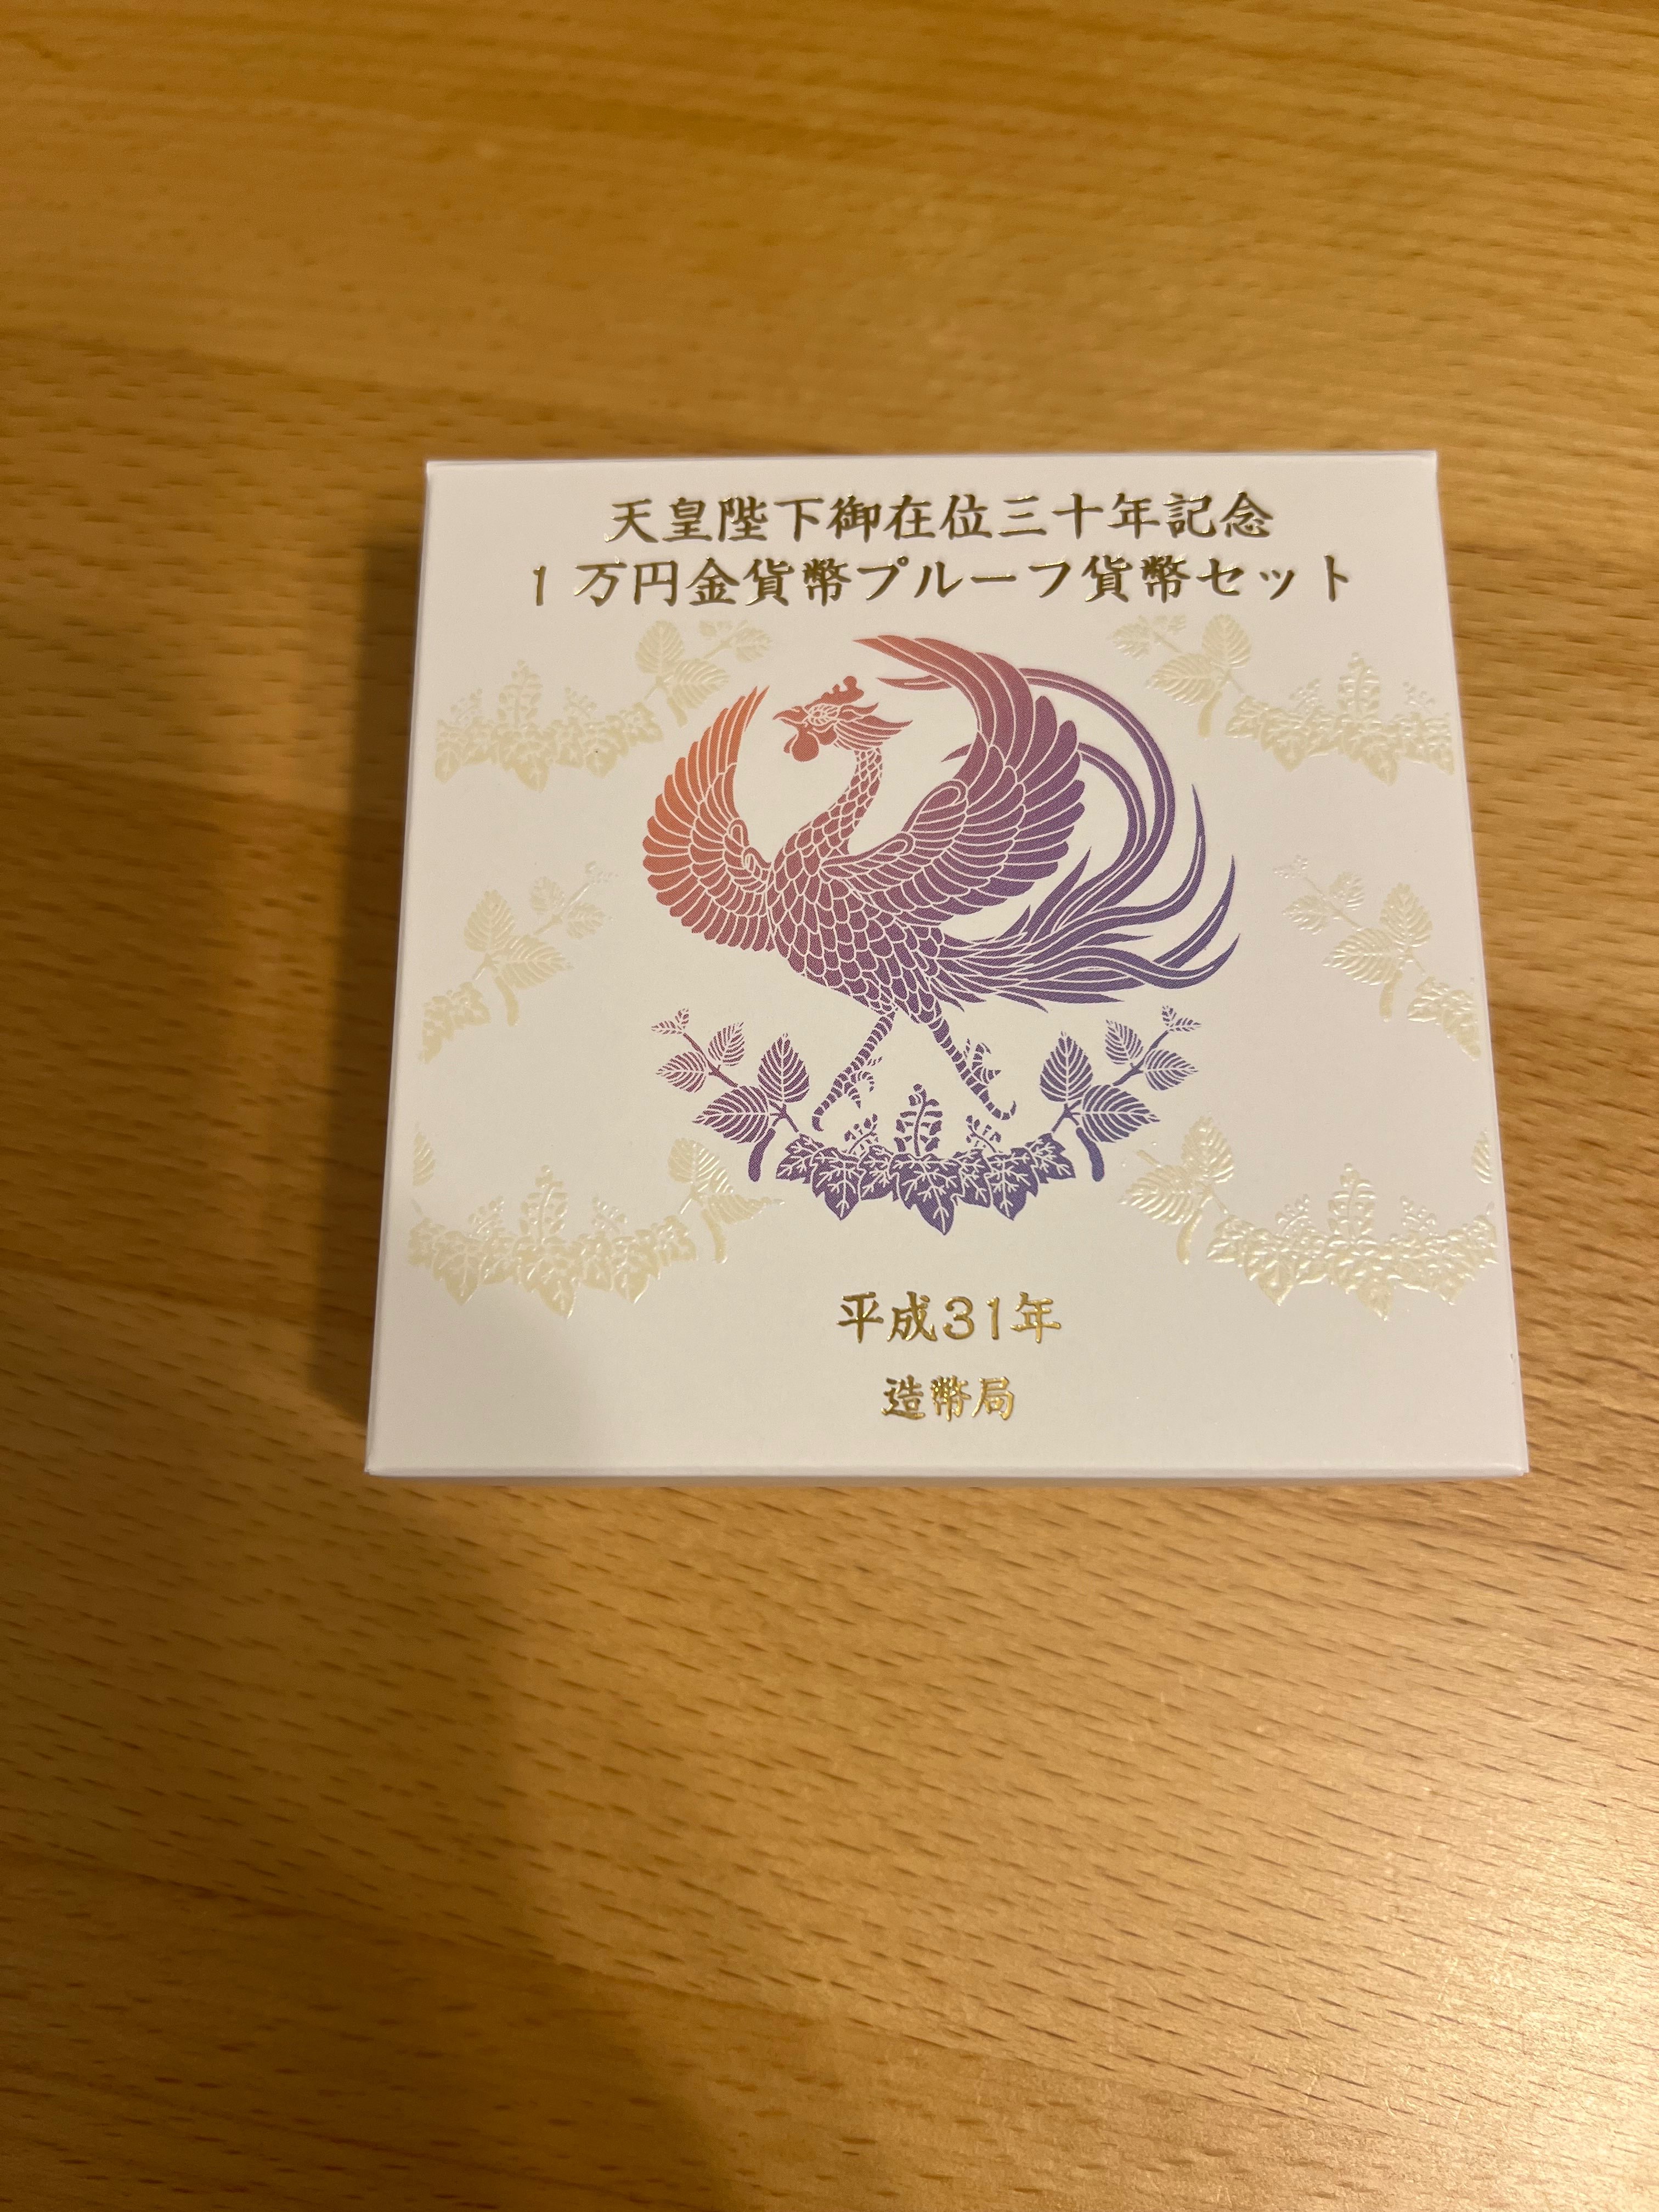 天皇陛下御在位三十年記念
1万円金貨幣プルーフ貨幣セット
平成31年
造幣局